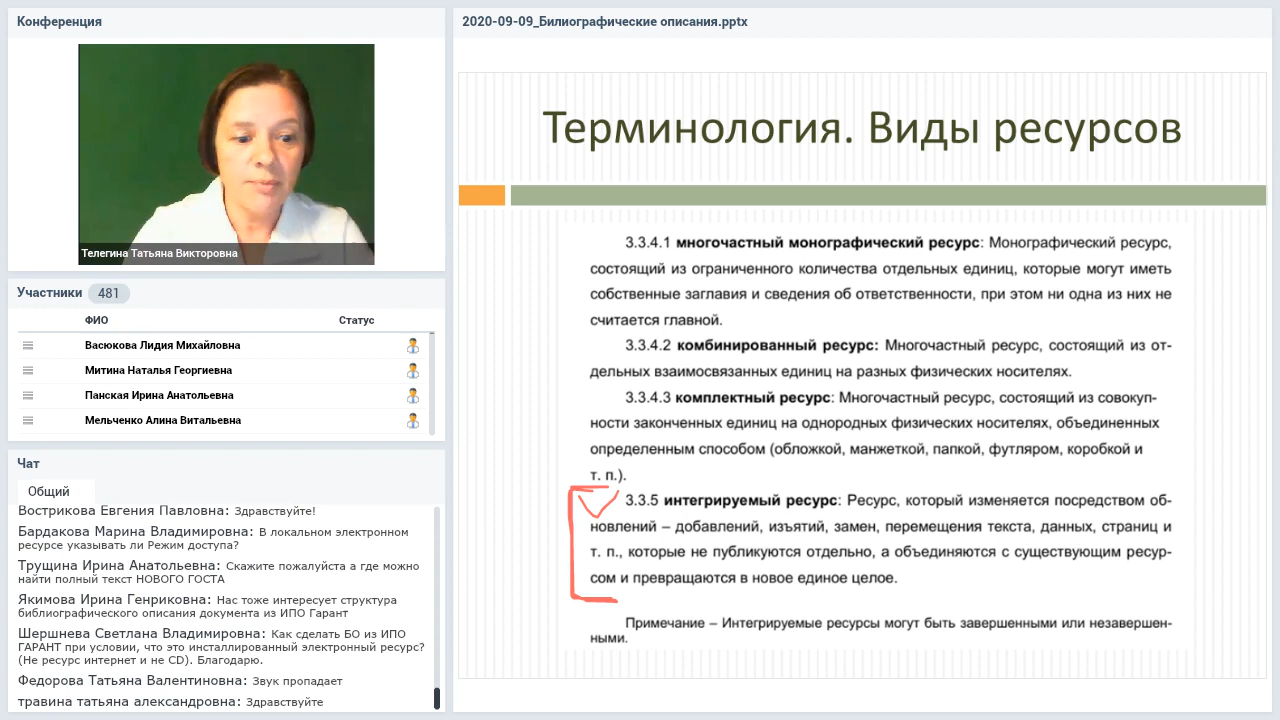 Конференция
Телегина Татьяна Викторовна
Участники 481
ФИО Статус
Васюкова Лидия Михайловна
Митина Наталья Георгиевна
Панская Ирина Анатольевна
Мельченко Алина Витальевна
Чат
Общий
Вострикова Евгения Павловна: Здравствуйте!
Бардакова Марина Владимировна: В локальном электронном
ресурсе указывать ли Режим доступа?
Трущина Ирина Анатольевна: Скажите пожалуйста а где можно
найти полный текст НОВОГО ГОСТА
Якимова Ирина Генриковна: Нас тоже интересует структура
библиографического описания документа из ИПО Гарант
Шершнева Светлана Владимировна: Как сделать БО из ИПО
ГАРАНТ при условии, что это инсталлированный электронный ресурс?
(Не ресурс интернет и не CD). Благодарю.
Федорова Татьяна Валентиновна: Звук пропадает
травина татьяна александровна: Здравствуйте
2020-09-09_Билиографические описания.pptx
Терминология. Виды ресурсов
3.3.4.1 многочастный монографический ресурс: Монографический ресурс,
состоящий из ограниченного количества отдельных единиц, которые могут иметь
собственные заглавия и сведения об ответственности, при этом ни одна из них не
считается главной.
3.3.4.2 комбинированный ресурс: Многочастный ресурс, состоящий из от-
дельных взаимосвязанных единиц на разных физических носителях.
3.3.4.3 комплектный ресурс: Многочастный ресурс, состоящий из совокуп-
ности законченных единиц на однородных физических носителях, объединенных
определенным способом (обложкой, манжеткой, папкой, футляром, коробкой и
т. п.).
3.3.5 интегрируемый ресурс: Ресурс, который изменяется посредством об-
новлений – добавлений, изъятий, замен, перемещения текста, данных, страниц и
т. п., которые не публикуются отдельно, а объединяются с существующим ресур-
сом и превращаются в новое единое целое.
Примечание – Интегрируемые ресурсы могут быть завершенными или незавершен-
ными.